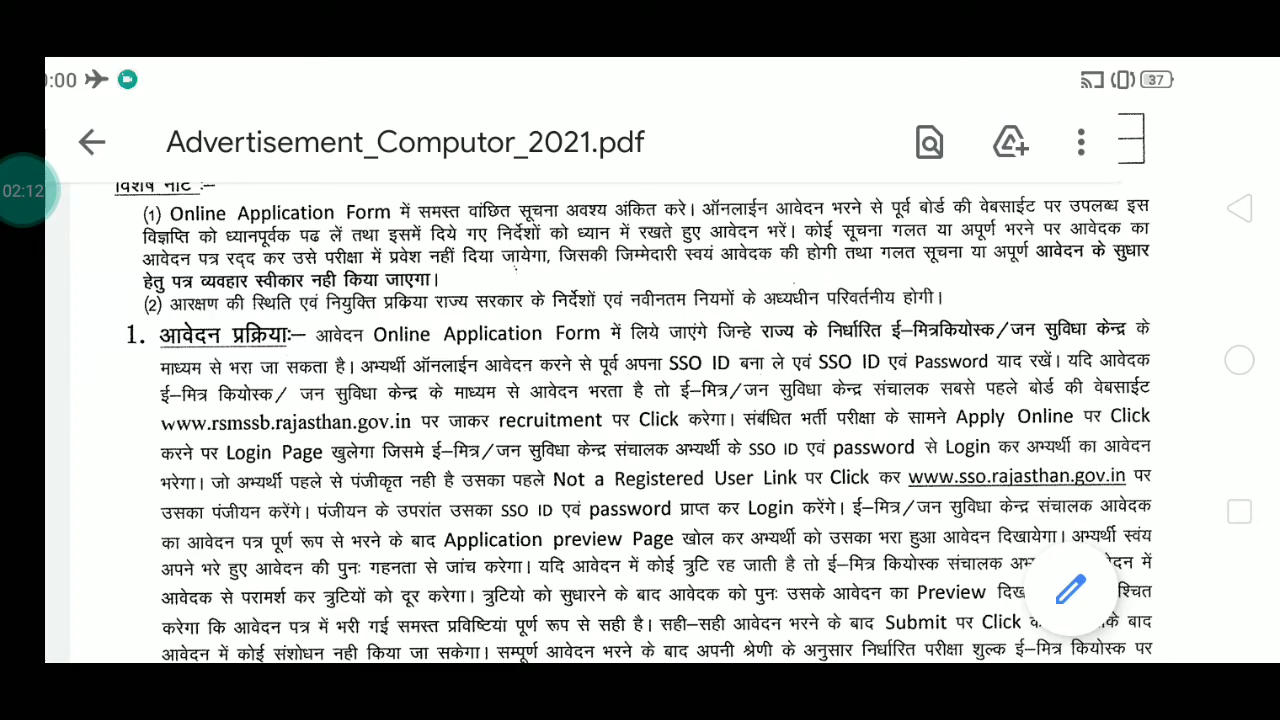 :00
37
Advertisement_Computor_2021.pdf
02:12
विशेष नोट :–
(1) Online Application Form में समस्त वांछित सूचना अवश्य अंकित करे। ऑनलाईन आवेदन भरने से पूर्व बोर्ड की वेबसाईट पर उपलब्ध इस
विज्ञप्ति को ध्यानपूर्वक पढ लें तथा इसमें दिये गए निर्देशों को ध्यान में रखते हुए आवेदन भरें। कोई सूचना गलत या अपूर्ण भरने पर आवेदक का
आवेदन पत्र रद्द कर उसे परीक्षा में प्रवेश नहीं दिया जायेगा, जिसकी जिम्मेदारी स्वयं आवेदक की होगी तथा गलत सूचना या अपूर्ण आवेदन के सुधार
हेतु पत्र व्यवहार स्वीकार नही किया जाएगा।
(2) आरक्षण की स्थिति एवं नियुक्ति प्रकिया राज्य सरकार के निर्देशों एवं नवीनतम नियमों के अध्यधीन परिवर्तनीय होगी।
1. आवेदन प्रक्रियाः– आवेदन Online Application Form में लिये जाएंगे जिन्हे राज्य के निर्धारित ई–मित्रकियोस्क/जन सुविधा केन्द्र के
माध्यम से भरा जा सकता है। अभ्यर्थी ऑनलाईन आवेदन करने से पूर्व अपना SSO ID बना ले एवं SSO ID एवं Password याद रखें। यदि आवेदक
ई–मित्र कियोस्क/ जन सुविधा केन्द्र के माध्यम से आवेदन भरता है तो ई–मित्र/जन सुविधा केन्द्र संचालक सबसे पहले बोर्ड की वेबसाईट
www.rsmssb.rajasthan.gov.in पर जाकर recruitment पर Click करेगा। संबंधित भर्ती परीक्षा के सामने Apply Online पर Click
करने पर Login Page खुलेगा जिसमे ई–मित्र/जन सुविधा केन्द्र संचालक अभ्यर्थी के SSO ID एवं password से Login कर अभ्यर्थी का आवेदन
भरेगा। जो अभ्यर्थी पहले से पंजीकृत नही है उसका पहले Not a Registered User Link पर Click कर www.sso.rajasthan.gov.in पर
उसका पंजीयन करेंगे। पंजीयन के उपरांत उसका SSO ID एवं password प्राप्त कर Login करेंगे। ई–मित्र/जन सुविधा केन्द्र संचालक आवेदक
का आवेदन पत्र पूर्ण रूप से भरने के बाद Application preview Page खोल कर अभ्यर्थी को उसका भरा हुआ आवेदन दिखायेगा। अभ्यर्थी स्वंय
अपने भरे हुए आवेदन की पुनः गहनता से जांच करेगा। यदि आवेदन में कोई त्रुटि रह जाती है तो ई–मित्र कियोस्क संचालक में
आवेदक से परामर्श कर त्रुटियों को दूर करेगा। त्रुटियो को सुधारने के बाद आवेदक को पुनः उसके आवेदन का Preview
करेगा कि आवेदन पत्र में भरी गई समस्त प्रविष्टियां पूर्ण रूप से सही है। सही–सही आवेदन भरने के बाद Submit पर Click बाद
आवेदन में कोई संशोधन नही किया जा सकेगा। सम्पूर्ण आवेदन भरने के बाद अपनी श्रेणी के अनुसार निर्धारित परीक्षा शुल्क ई–मित्र कियोस्क पर